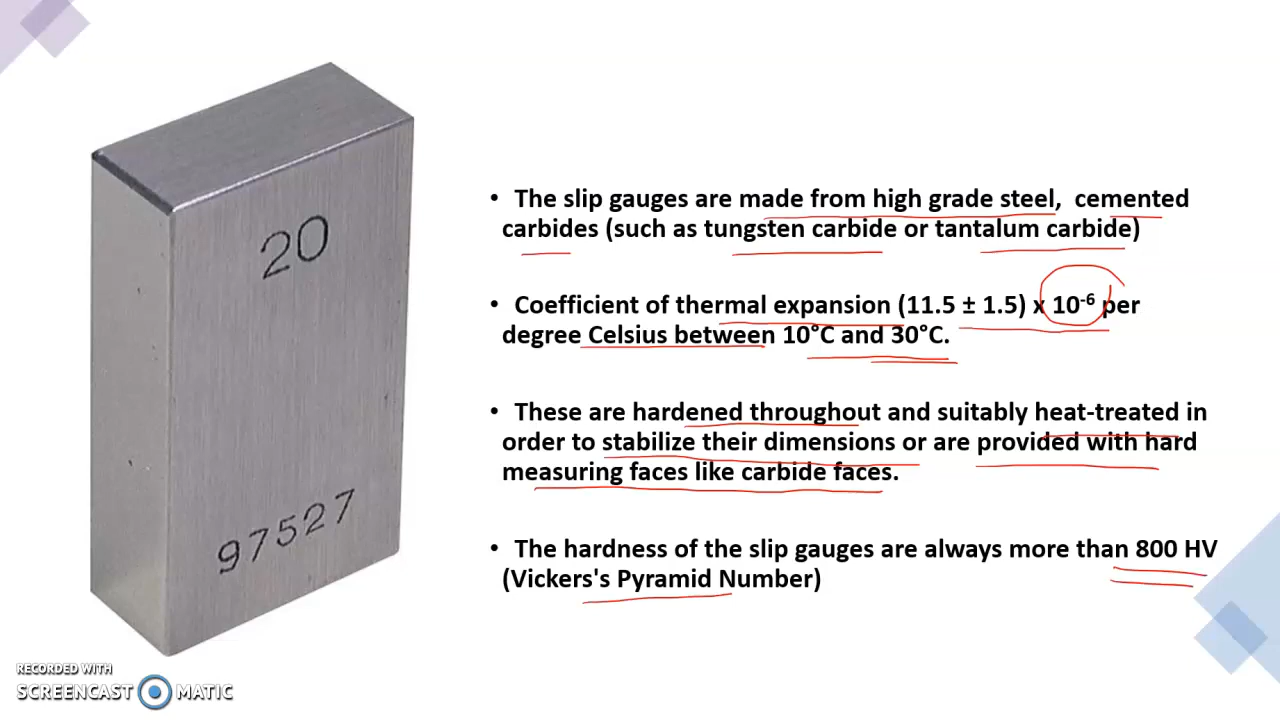 20
97527
• The slip gauges are made from high grade steel, cemented
carbides (such as tungsten carbide or tantalum carbide)
• Coefficient of thermal expansion (11.5 ± 1.5) x 10⁻⁶ per
degree Celsius between 10°C and 30°C.
• These are hardened throughout and suitably heat-treated in
order to stabilize their dimensions or are provided with hard
measuring faces like carbide faces.
• The hardness of the slip gauges are always more than 800 HV
(Vickers's Pyramid Number)
RECORDED WITH
SCREENCAST MATIC